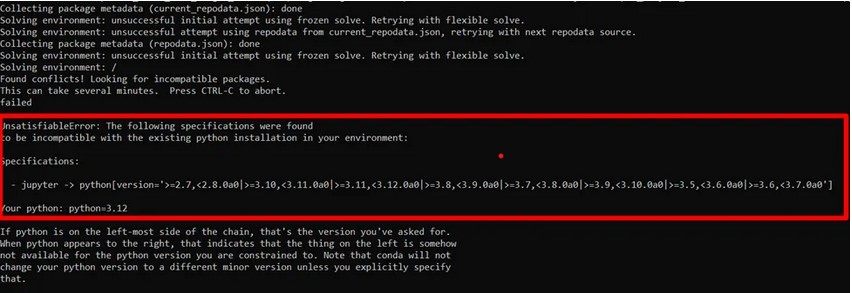 Collecting package metadata (current_repodata.json): done
Solving environment: unsuccessful initial attempt using frozen solve. Retrying with flexible solve.
Solving environment: unsuccessful attempt using repodata from current_repodata.json, retrying with next repodata source.
Collecting package metadata (repodata.json): done
Solving environment: unsuccessful initial attempt using frozen solve. Retrying with flexible solve.
Solving environment: /
Found conflicts! Looking for incompatible packages.
This can take several minutes.  Press CTRL-C to abort.
failed
UnsatisfiableError: The following specifications were found
to be incompatible with the existing python installation in your environment:
Specifications:
- jupyter -> python[version='>=2.7,<2.8.0a0|>=3.10,<3.11.0a0|>=3.11,<3.12.0a0|>=3.8,<3.9.0a0|>=3.7,<3.8.0a0|>=3.9,<3.10.0a0|>=3.5,<3.6.0a0|>=3.6,<3.7.0a0']
Your python: python=3.12
If python is on the left-most side of the chain, that's the version you've asked for.
When python appears to the right, that indicates that the thing on the left is somehow
not available for the python version you are constrained to. Note that conda will not
change your python version to a different minor version unless you explicitly specify
that.